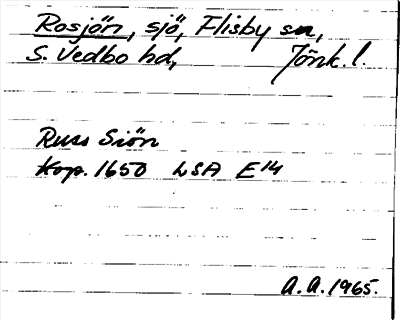 Rosjön, sjö, Flisby sn,
S. Vedbo hd, Jönk. l.
Russ Siön
Kop. 1650 LSA E14
A.A. 1965.